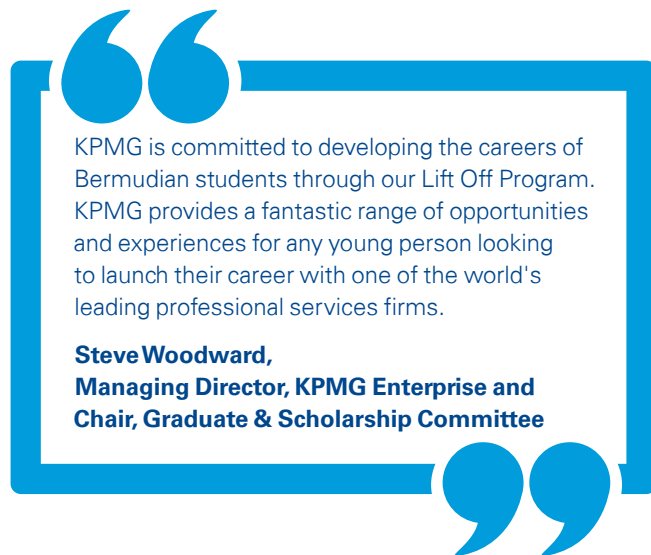 KPMG is committed to developing the careers of
Bermudian students through our Lift Off Program.
KPMG provides a fantastic range of opportunities
and experiences for any young person looking
to launch their career with one of the world's
leading professional services firms.
Steve Woodward,
Managing Director, KPMG Enterprise and
Chair, Graduate & Scholarship Committee